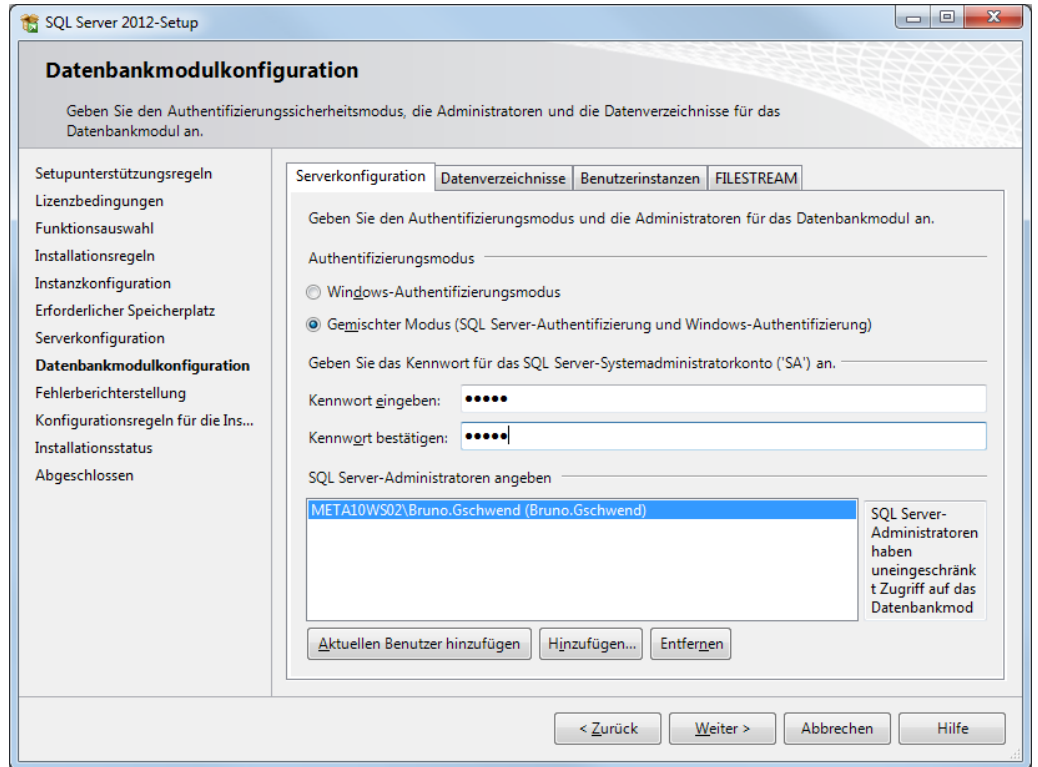 SQL Server 2012-Setup
Datenbankmodulkonfiguration
Geben Sie den Authentifizierungssicherheitsmodus, die Administratoren und die Datenverzeichnisse für das
Datenbankmodul an.
Setupunterstützungsregeln
Lizenzbedingungen
Funktionsauswahl
Installationsregeln
Instanzkonfiguration
Erforderlicher Speicherplatz
Serverkonfiguration
Datenbankmodulkonfiguration
Fehlerberichterstellung
Konfigurationsregeln für die Ins...
Installationsstatus
Abgeschlossen
Serverkonfiguration
Datenverzeichnisse
Benutzerinstanzen
FILESTREAM
Geben Sie den Authentifizierungsmodus und die Administratoren für das Datenbankmodul an.
Authentifizierungsmodus
Windows-Authentifizierungsmodus
Gemischter Modus (SQL Server-Authentifizierung und Windows-Authentifizierung)
Geben Sie das Kennwort für das SQL Server-Systemadministratorkonto ('SA') an.
Kennwort eingeben: ●●●●●
Kennwort bestätigen: ●●●●●
SQL Server-Administratoren angeben
META10WS02\Bruno.Gschwend (Bruno.Gschwend)
SQL Server-
Administratoren
haben
uneingeschränk
t Zugriff auf das
Datenbankmod
Aktuellen Benutzer hinzufügen
Hinzufügen...
Entfernen
< Zurück
Weiter >
Abbrechen
Hilfe